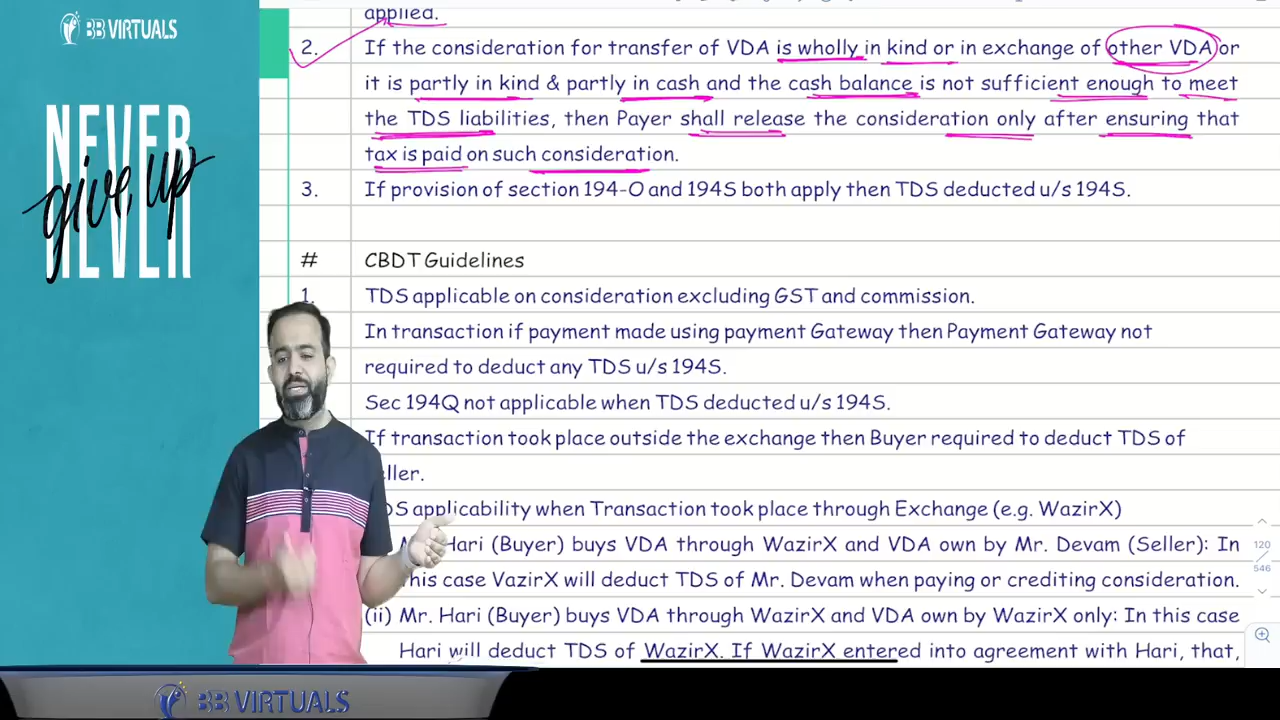 BB VIRTUALS
NEVER
give up
NEVER
applied.
2. If the consideration for transfer of VDA is wholly in kind or in exchange of other VDA or
it is partly in kind & partly in cash and the cash balance is not sufficient enough to meet
the TDS liabilities, then Payer shall release the consideration only after ensuring that
tax is paid on such consideration.
3. If provision of section 194-O and 194S both apply then TDS deducted u/s 194S.
# CBDT Guidelines
1. TDS applicable on consideration excluding GST and commission.
In transaction if payment made using payment Gateway then Payment Gateway not
required to deduct any TDS u/s 194S.
Sec 194Q not applicable when TDS deducted u/s 194S.
If transaction took place outside the exchange then Buyer required to deduct TDS of
eller.
DS applicability when Transaction took place through Exchange (e.g. WazirX)
Hari (Buyer) buys VDA through WazirX and VDA own by Mr. Devam (Seller): In
his case VazirX will deduct TDS of Mr. Devam when paying or crediting consideration.
(ii) Mr. Hari (Buyer) buys VDA through WazirX and VDA own by WazirX only: In this case
Hari will deduct TDS of WazirX. If WazirX entered into agreement with Hari, that,
120
546
BB VIRTUALS